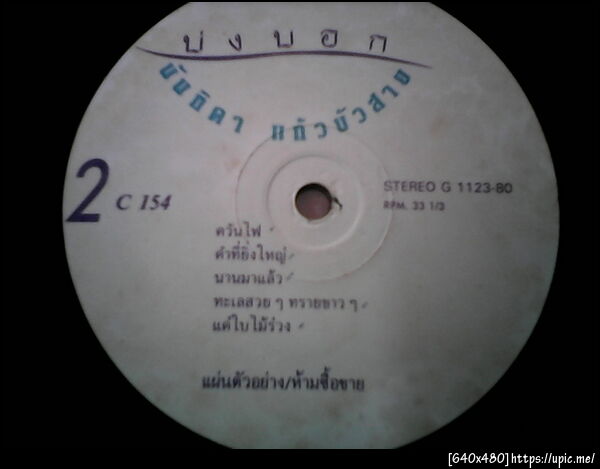 บ่งบอก
นันทิดา แก้วบัวสาย
2 C 154
STEREO G 1123-80
RPM. 33 1/3
ควันไฟ
คำที่ยิ่งใหญ่
นานมาแล้ว
ทะเลสวย ๆ ทรายขาว ๆ
แค่ใบไม้ร่วง
แผ่นตัวอย่าง/ห้ามซื้อขาย
[640x480]https://upic.me/